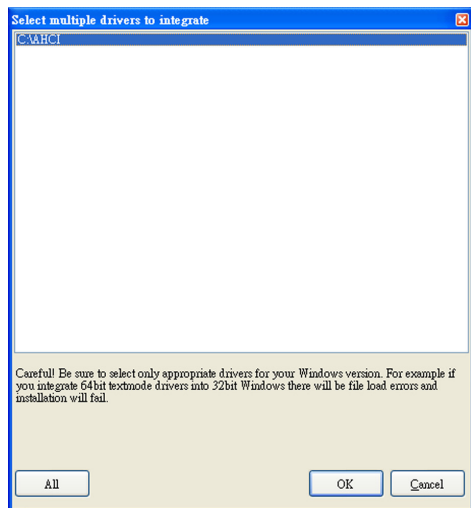 Select multiple drivers to integrate
C:\AHCI
Careful! Be sure to select only appropriate drivers for your Windows version. For example if
you integrate 64bit textmode drivers into 32bit Windows there will be file load errors and
installation will fail.
All OK Cancel